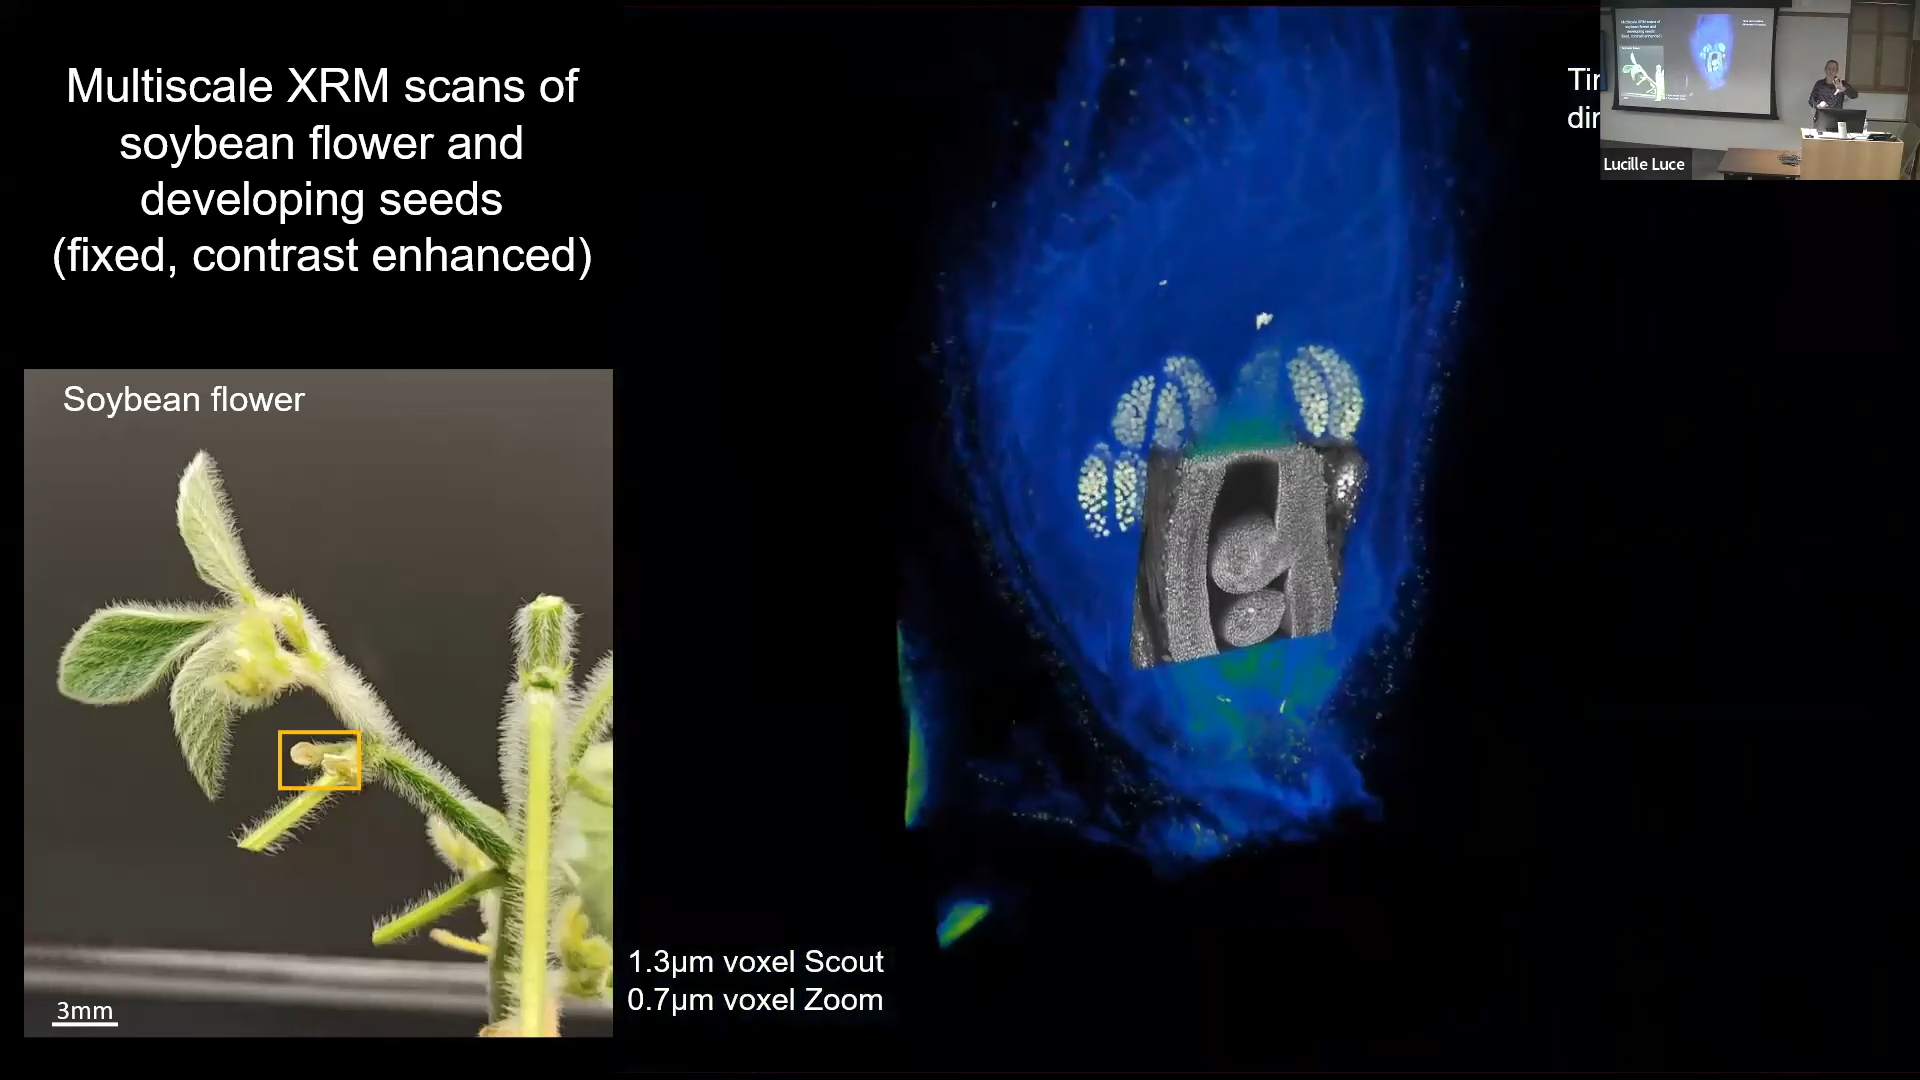 Multiscale XRM scans of
soybean flower and
developing seeds
(fixed, contrast enhanced)
Soybean flower
3mm
1.3µm voxel Scout
0.7µm voxel Zoom
Lucille Luce